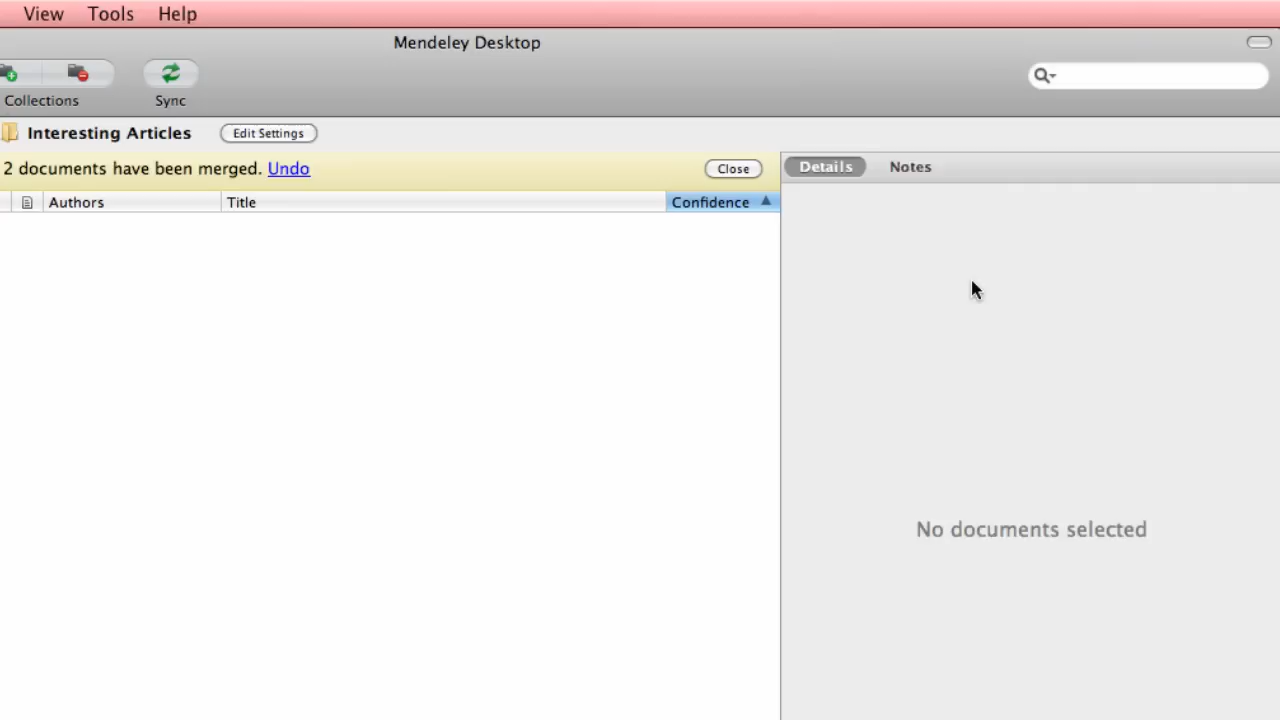 View Tools Help
Mendeley Desktop
Collections Sync
Interesting Articles Edit Settings
2 documents have been merged. Undo Close
Details Notes
Authors Title Confidence
No documents selected